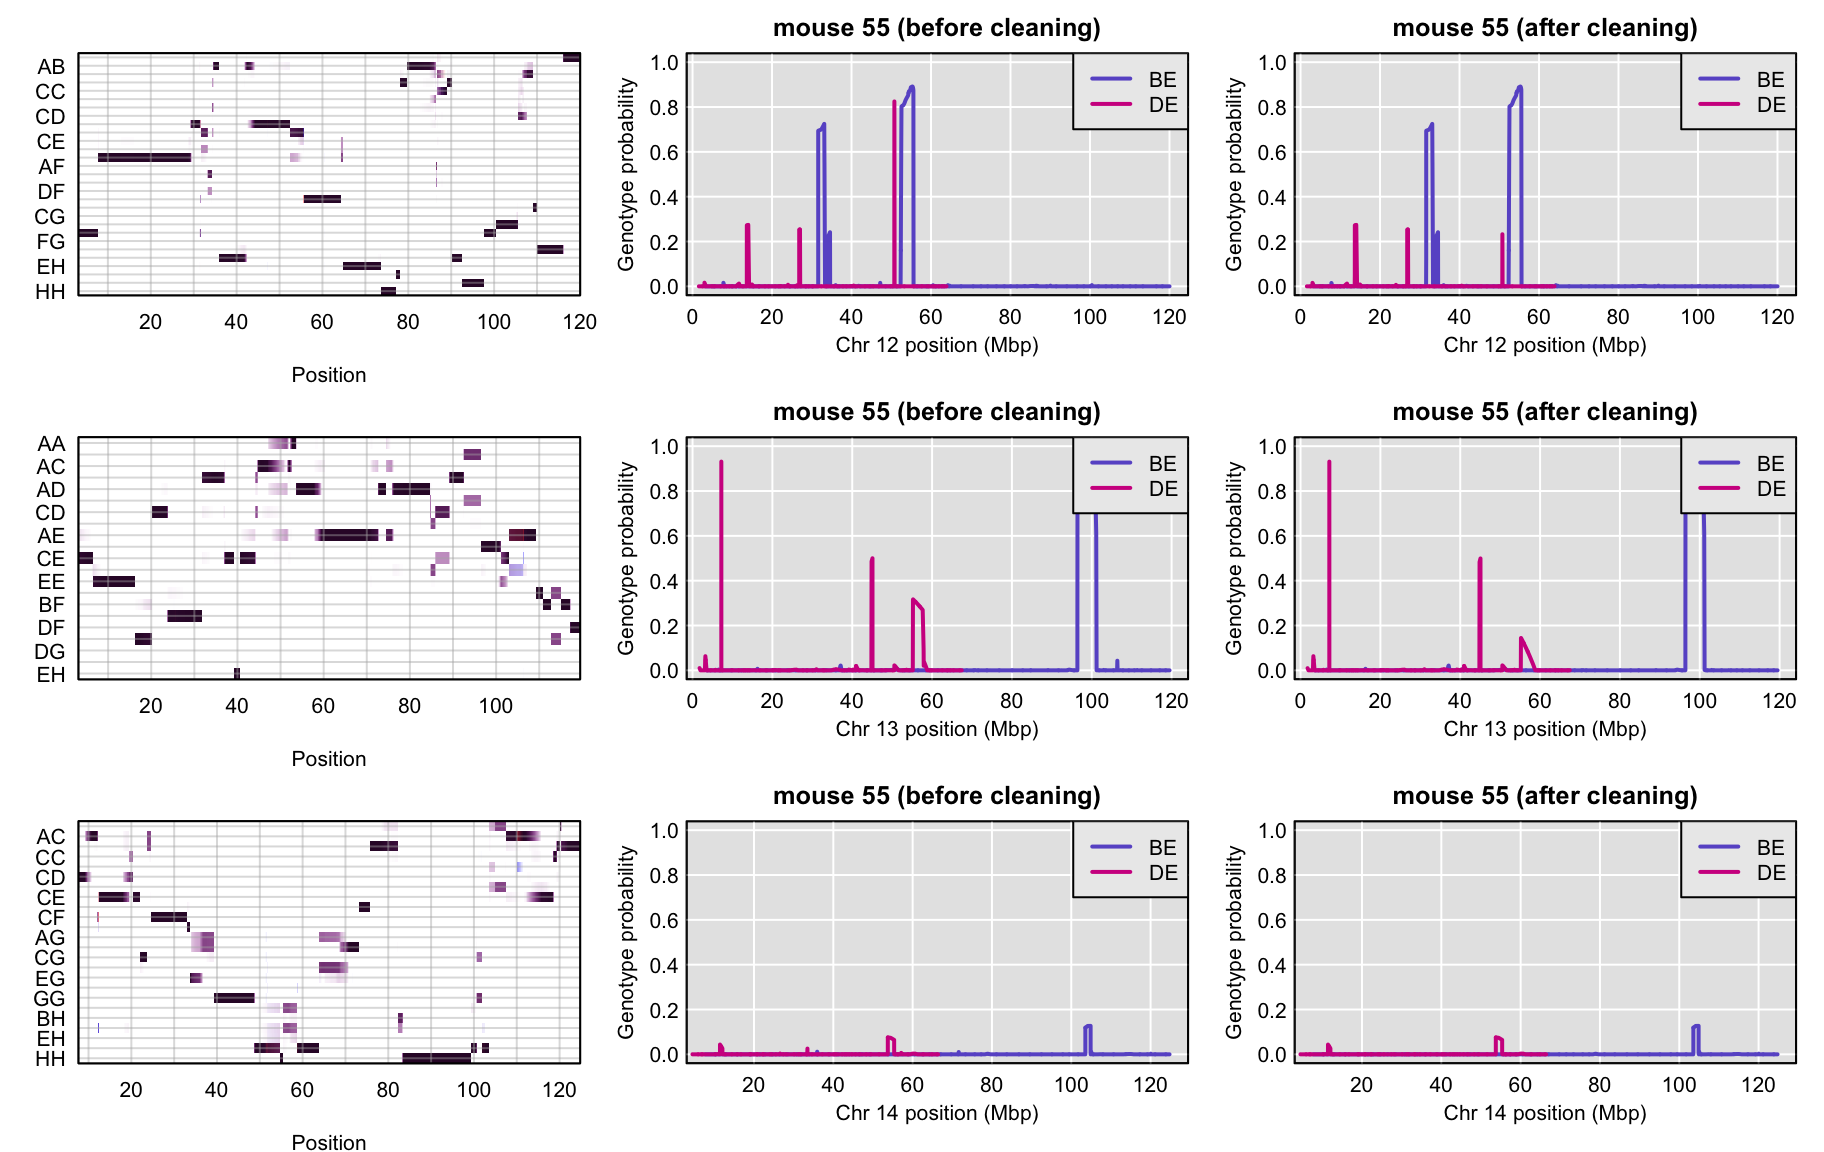 AB
CC
CD
CE
AF
DF
CG
FG
EH
HH
20 40 60 80 100 120
Position
mouse 55 (before cleaning)
1.0
0.8
0.6
0.4
0.2
0.0
Genotype probability
BE
DE
0 20 40 60 80 100 120
Chr 12 position (Mbp)
mouse 55 (after cleaning)
1.0
0.8
0.6
0.4
0.2
0.0
Genotype probability
BE
DE
0 20 40 60 80 100 120
Chr 12 position (Mbp)
AA
AC
AD
CD
AE
CE
EE
BF
DF
DG
EH
20 40 60 80 100
Position
mouse 55 (before cleaning)
1.0
0.8
0.6
0.4
0.2
0.0
Genotype probability
BE
DE
0 20 40 60 80 100 120
Chr 13 position (Mbp)
mouse 55 (after cleaning)
1.0
0.8
0.6
0.4
0.2
0.0
Genotype probability
BE
DE
0 20 40 60 80 100 120
Chr 13 position (Mbp)
AC
CC
CD
CE
CF
AG
CG
EG
GG
BH
EH
HH
20 40 60 80 100 120
Position
mouse 55 (before cleaning)
1.0
0.8
0.6
0.4
0.2
0.0
Genotype probability
BE
DE
20 40 60 80 100 120
Chr 14 position (Mbp)
mouse 55 (after cleaning)
1.0
0.8
0.6
0.4
0.2
0.0
Genotype probability
BE
DE
20 40 60 80 100 120
Chr 14 position (Mbp)